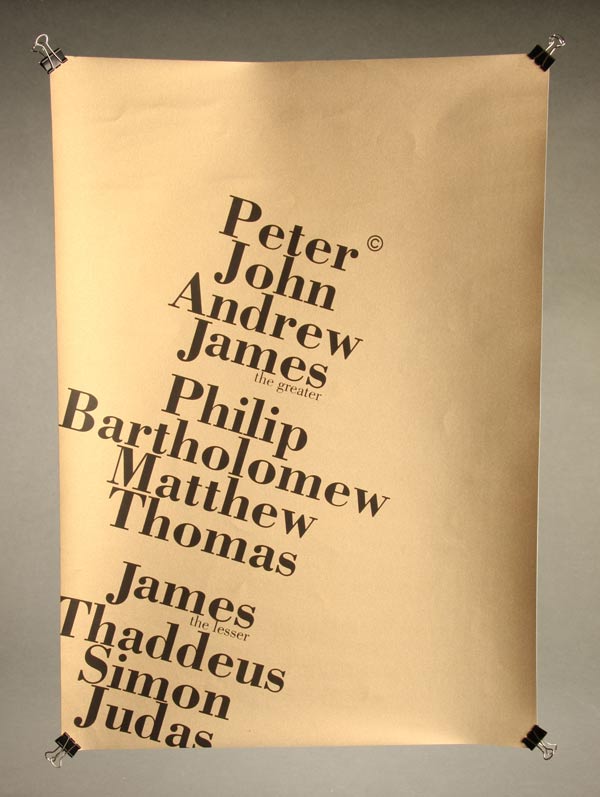 Peter ©
John
Andrew
James
the greater
Philip
Bartholomew
Matthew
Thomas
James
the lesser
Thaddeus
Simon
Judas